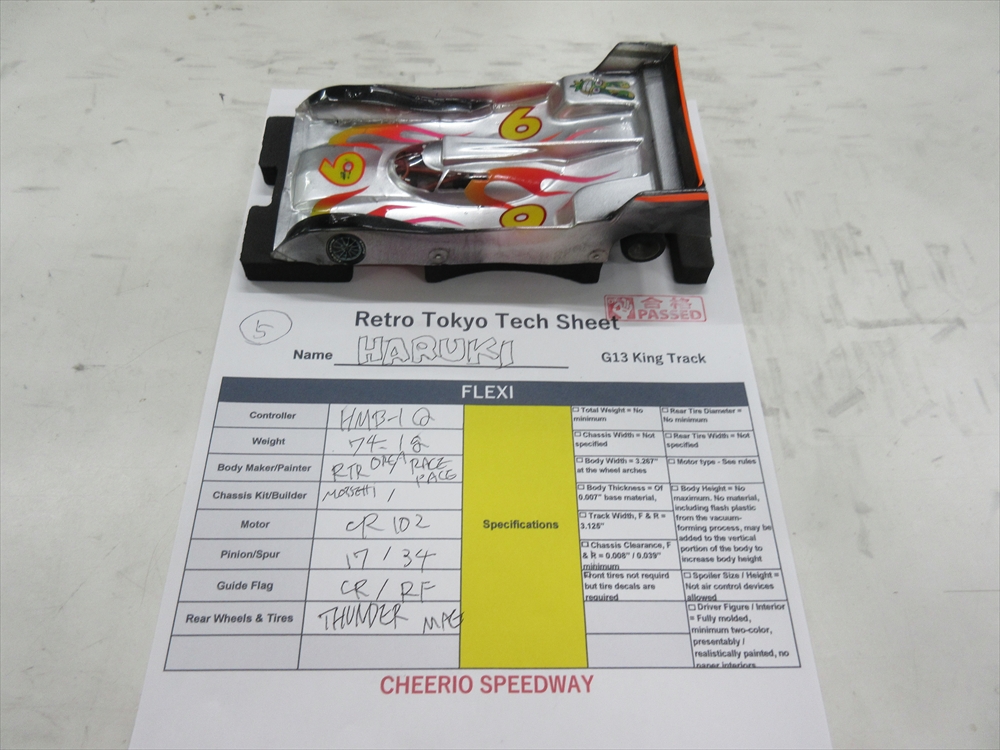 6
6
6
合格
PASSED
5
Retro Tokyo Tech Sheet
Name HARUKI
G13 King Track
FLEXI
Controller HMB-1Q
Weight 74.1g
Body Maker/Painter RTR OPEN/RACE PACE
Chassis Kit/Builder MOSSETTI /
Motor CR 102
Pinion/Spur 17/34
Guide Flag CR/RF
Rear Wheels & Tires THUNDER MAG
Specifications
☐ Total Weight = No
minimum
☐ Rear Tire Diameter =
No minimum
☐ Chassis Width = Not
specified
☐ Rear Tire Width = Not
specified
☐ Body Width = 3.267"
at the wheel arches
☐ Motor type - See rules
☐ Body Thickness = Of
0.007" base material,
☐ Body Height = No
maximum. No material,
including flash plastic
from the vacuum-
forming process, may be
added to the vertical
portion of the body to
increase body height
☐ Track Width, F & R =
3.125"
☐ Chassis Clearance, F
& R = 0.008" / 0.039"
minimum
Front tires not requird
but tire decals are
required
☐ Spoiler Size / Height =
Not air control devices
allowed
☐ Driver Figure / Interior
= Fully molded,
minimum two-color,
presentably /
realistically painted, no
paper interiors
CHEERIO SPEEDWAY